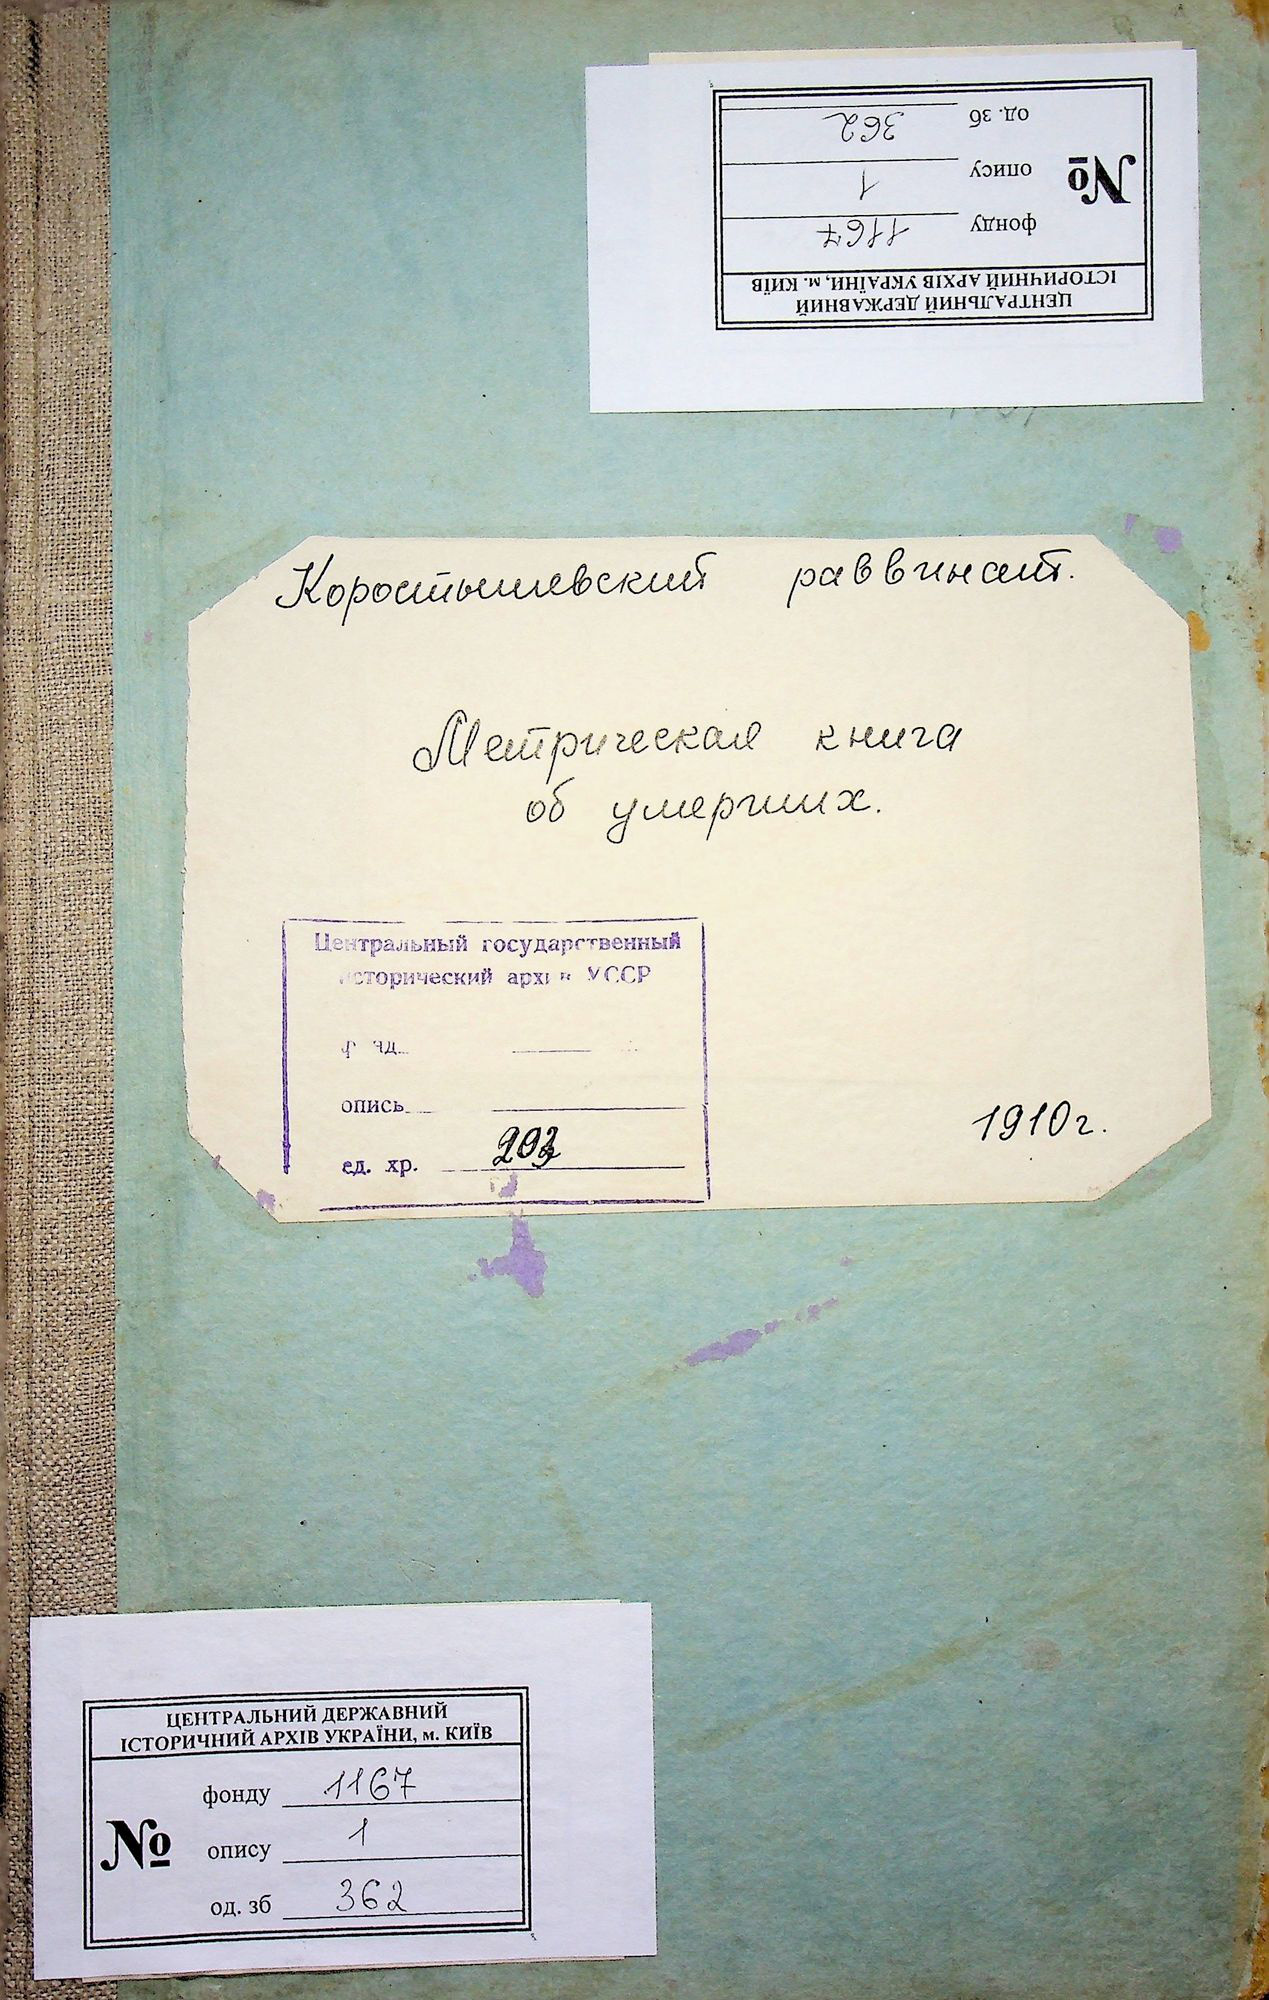 ЦЕНТРАЛЬНИЙ ДЕРЖАВНИЙ
ІСТОРИЧНИЙ АРХІВ УКРАЇНИ, м. КИЇВ
№
фонду 1167
опису 1
од. зб 362
Коростышевский раввинат.
Метрическая книга
об умерших.
Центральный государственный
исторический архив УССР
фонд
опись
ед. хр. 203
1910г.
ЦЕНТРАЛЬНИЙ ДЕРЖАВНИЙ
ІСТОРИЧНИЙ АРХІВ УКРАЇНИ, м. КИЇВ
№
фонду 1167
опису 1
од. зб 362